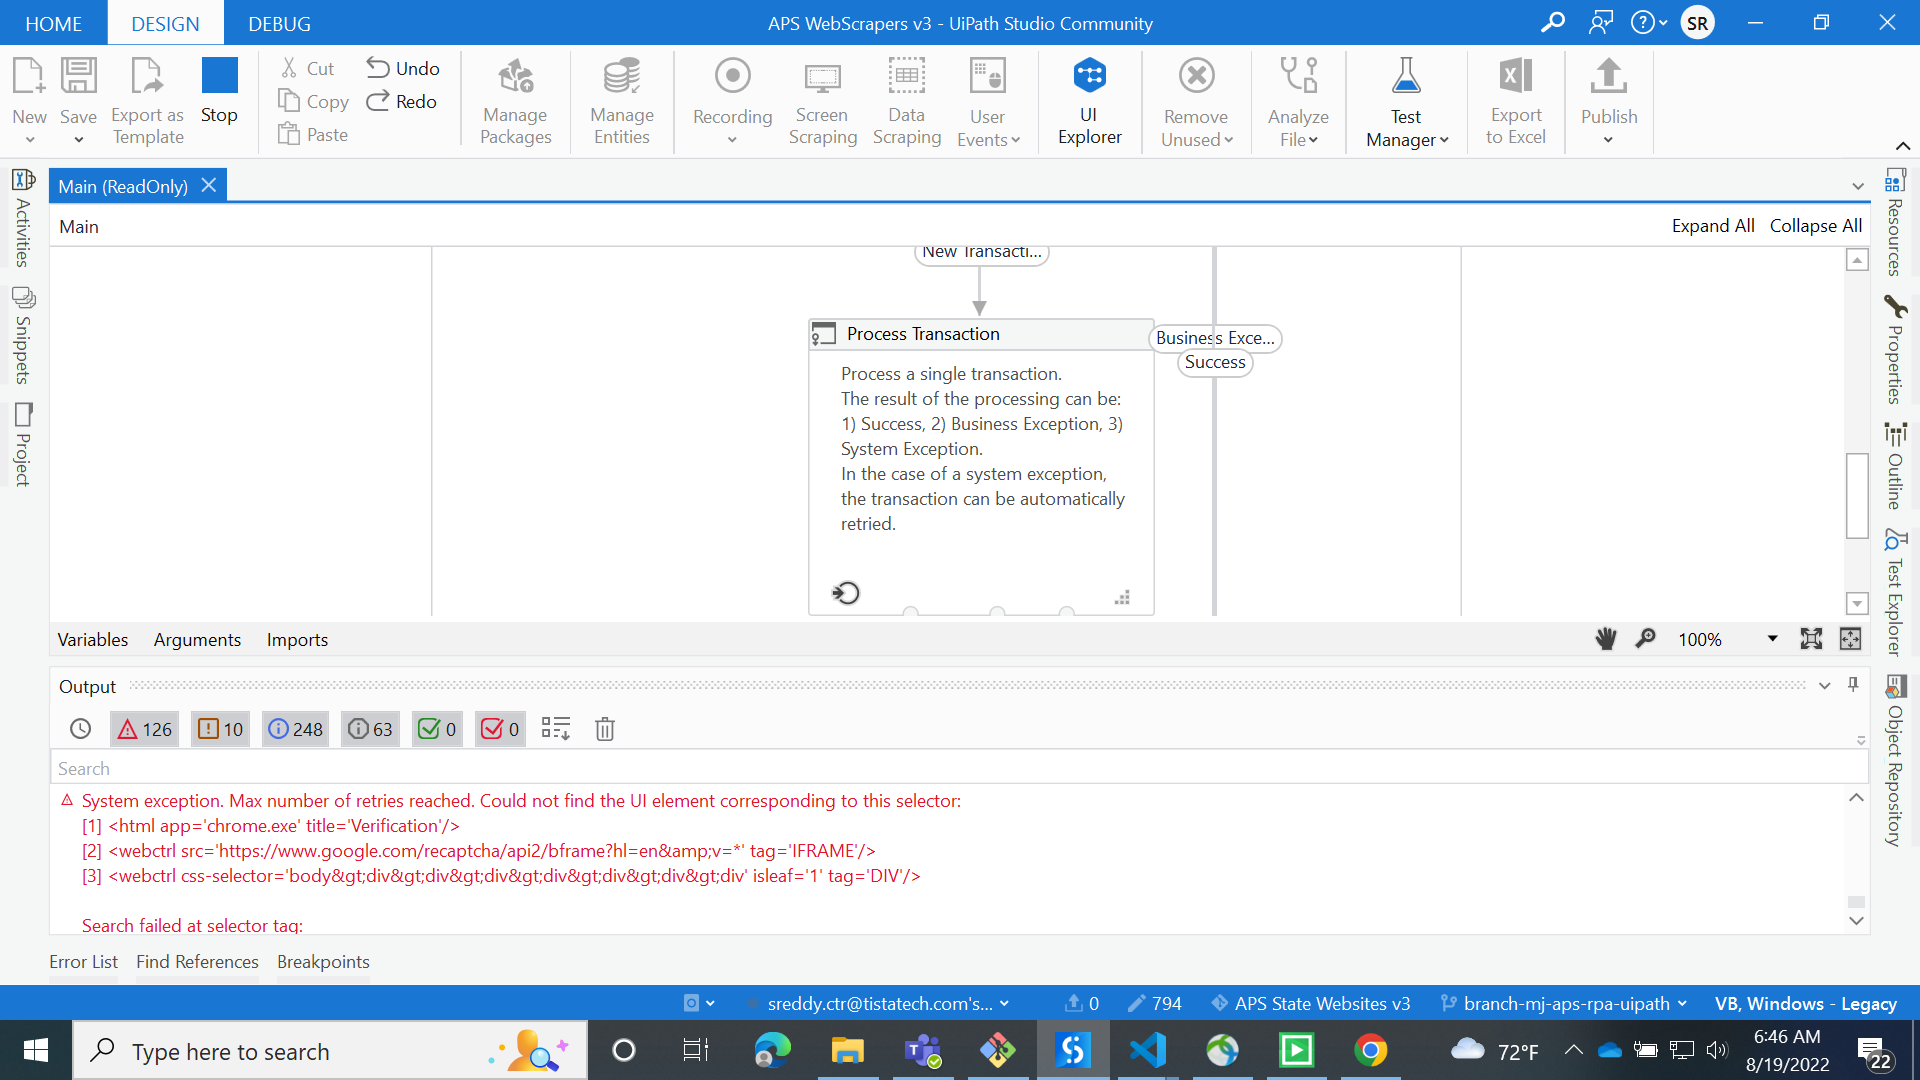 HOME DESIGN DEBUG
APS WebScrapers v3 - UiPath Studio Community
SR
New
Save
Export as
Template
Stop
Cut
Copy
Paste
Undo
Redo
Manage
Packages
Manage
Entities
Recording
Screen
Scraping
Data
Scraping
User
Events
UI
Explorer
Remove
Unused
Analyze
File
Test
Manager
Export
to Excel
Publish
Activities
Snippets
Project
Main (ReadOnly)
Main
Expand All Collapse All
New Transacti...
Process Transaction
Business Exce...
Success
Process a single transaction.
The result of the processing can be:
1) Success, 2) Business Exception, 3)
System Exception.
In the case of a system exception,
the transaction can be automatically
retried.
Resources
Properties
Outline
Test Explorer
Object Repository
Variables Arguments Imports
100%
Output
126 10 248 63 0 0
Search
System exception. Max number of retries reached. Could not find the UI element corresponding to this selector:
[1] <html app='chrome.exe' title='Verification'/>
[2] <webctrl src='https://www.google.com/recaptcha/api2/bframe?hl=en&amp;v=*' tag='IFRAME'/>
[3] <webctrl css-selector='body&gt;div&gt;div&gt;div&gt;div&gt;div&gt;div&gt;div' isleaf='1' tag='DIV'/>
Search failed at selector tag:
Error List Find References Breakpoints
sreddy.ctr@tistatech.com's... 0 794 APS State Websites v3 branch-mj-aps-rpa-uipath VB, Windows - Legacy
Type here to search
72°F
6:46 AM
8/19/2022
22